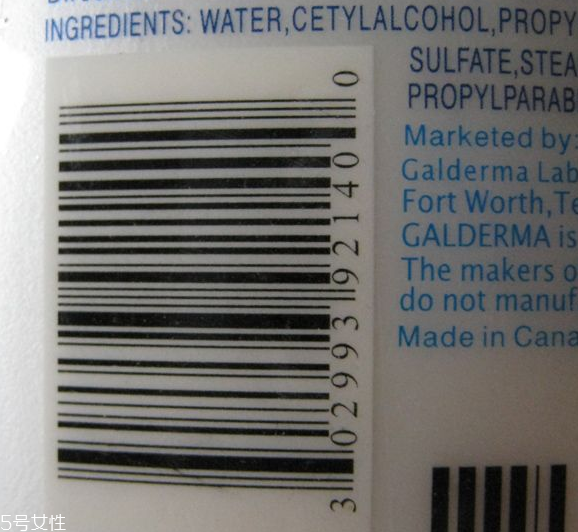 INGREDIENTS: WATER,CETYLALCOHOL,PROPY
SULFATE,STEA
PROPYLPARAB
Marketed by:
Galderma Lab
Fort Worth,Te
GALDERMA is
The makers o
do not manuf
Made in Cana
3 02993 92140 0
5号女性